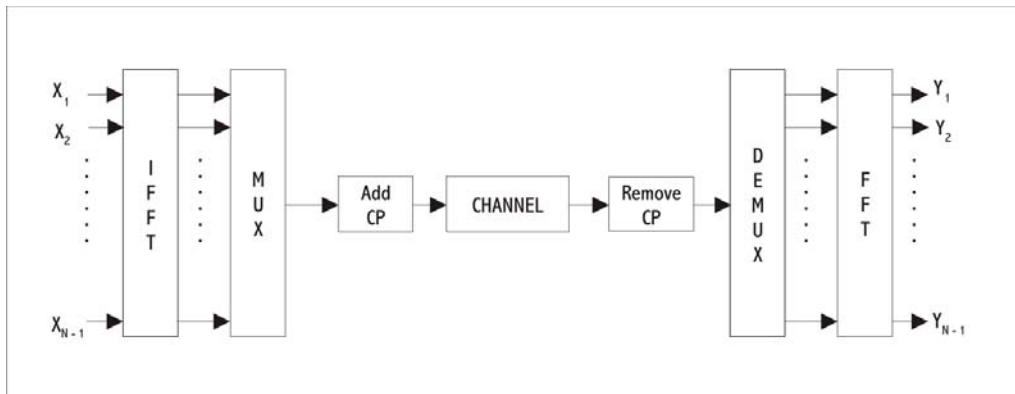 X1
X2
XN-1
IFFT
MUX
Add
CP
CHANNEL
Remove
CP
DEMUX
FFT
Y1
Y2
YN-1